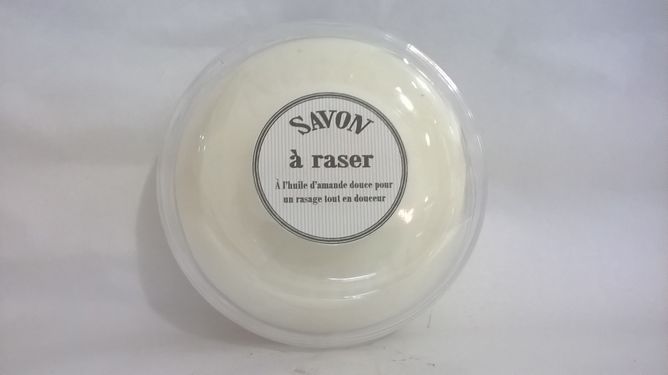 SAVON
à raser
À l'huile d'amande douce pour
un rasage tout en douceur